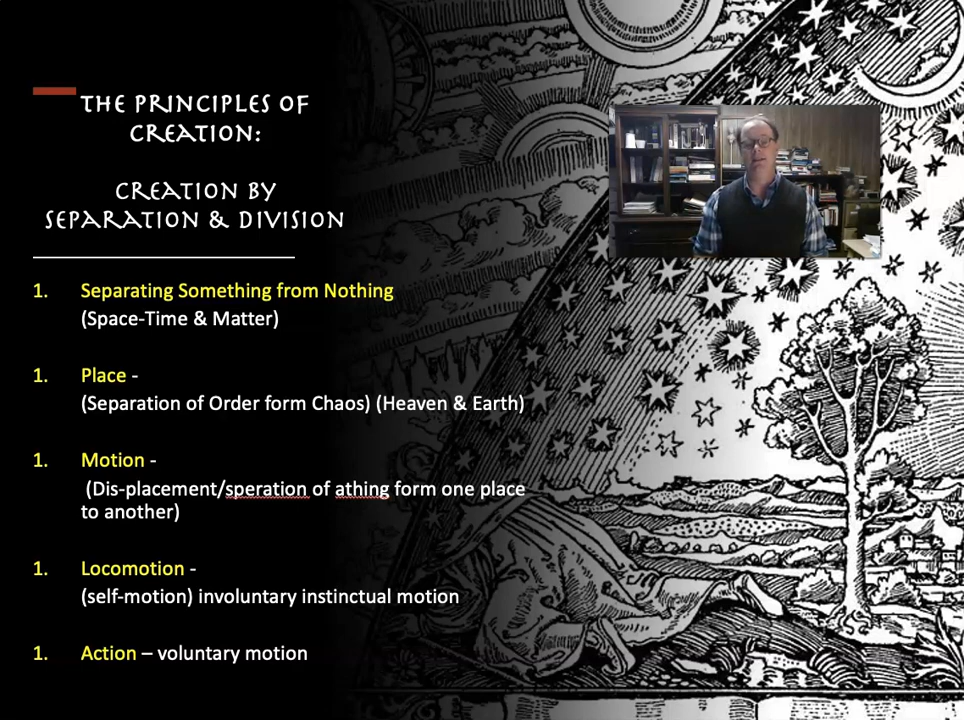 THE PRINCIPLES OF
CREATION:
CREATION BY
SEPARATION & DIVISION
1. Separating Something from Nothing
(Space-Time & Matter)
1. Place -
(Separation of Order form Chaos) (Heaven & Earth)
1. Motion -
(Dis-placement/speration of athing form one place
to another)
1. Locomotion -
(self-motion) involuntary instinctual motion
1. Action – voluntary motion